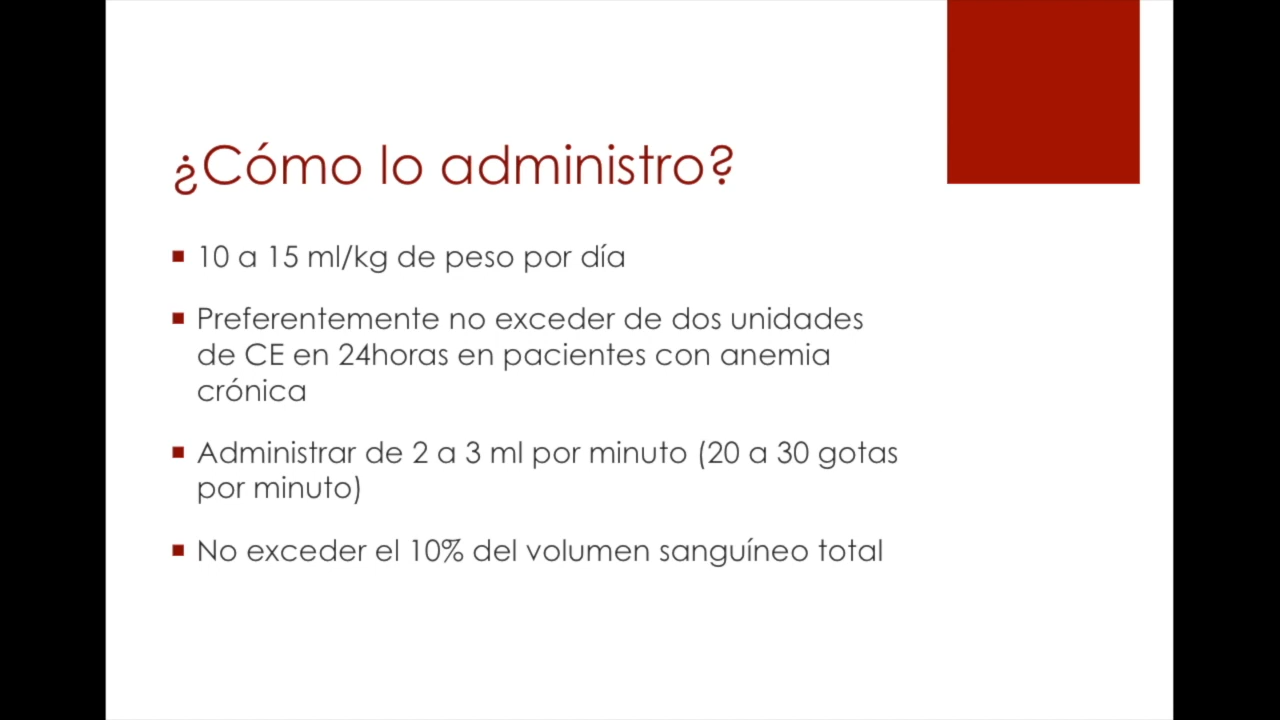 ¿Cómo lo administro?
10 a 15 ml/kg de peso por día
Preferentemente no exceder de dos unidades
de CE en 24horas en pacientes con anemia
crónica
Administrar de 2 a 3 ml por minuto (20 a 30 gotas
por minuto)
No exceder el 10% del volumen sanguíneo total